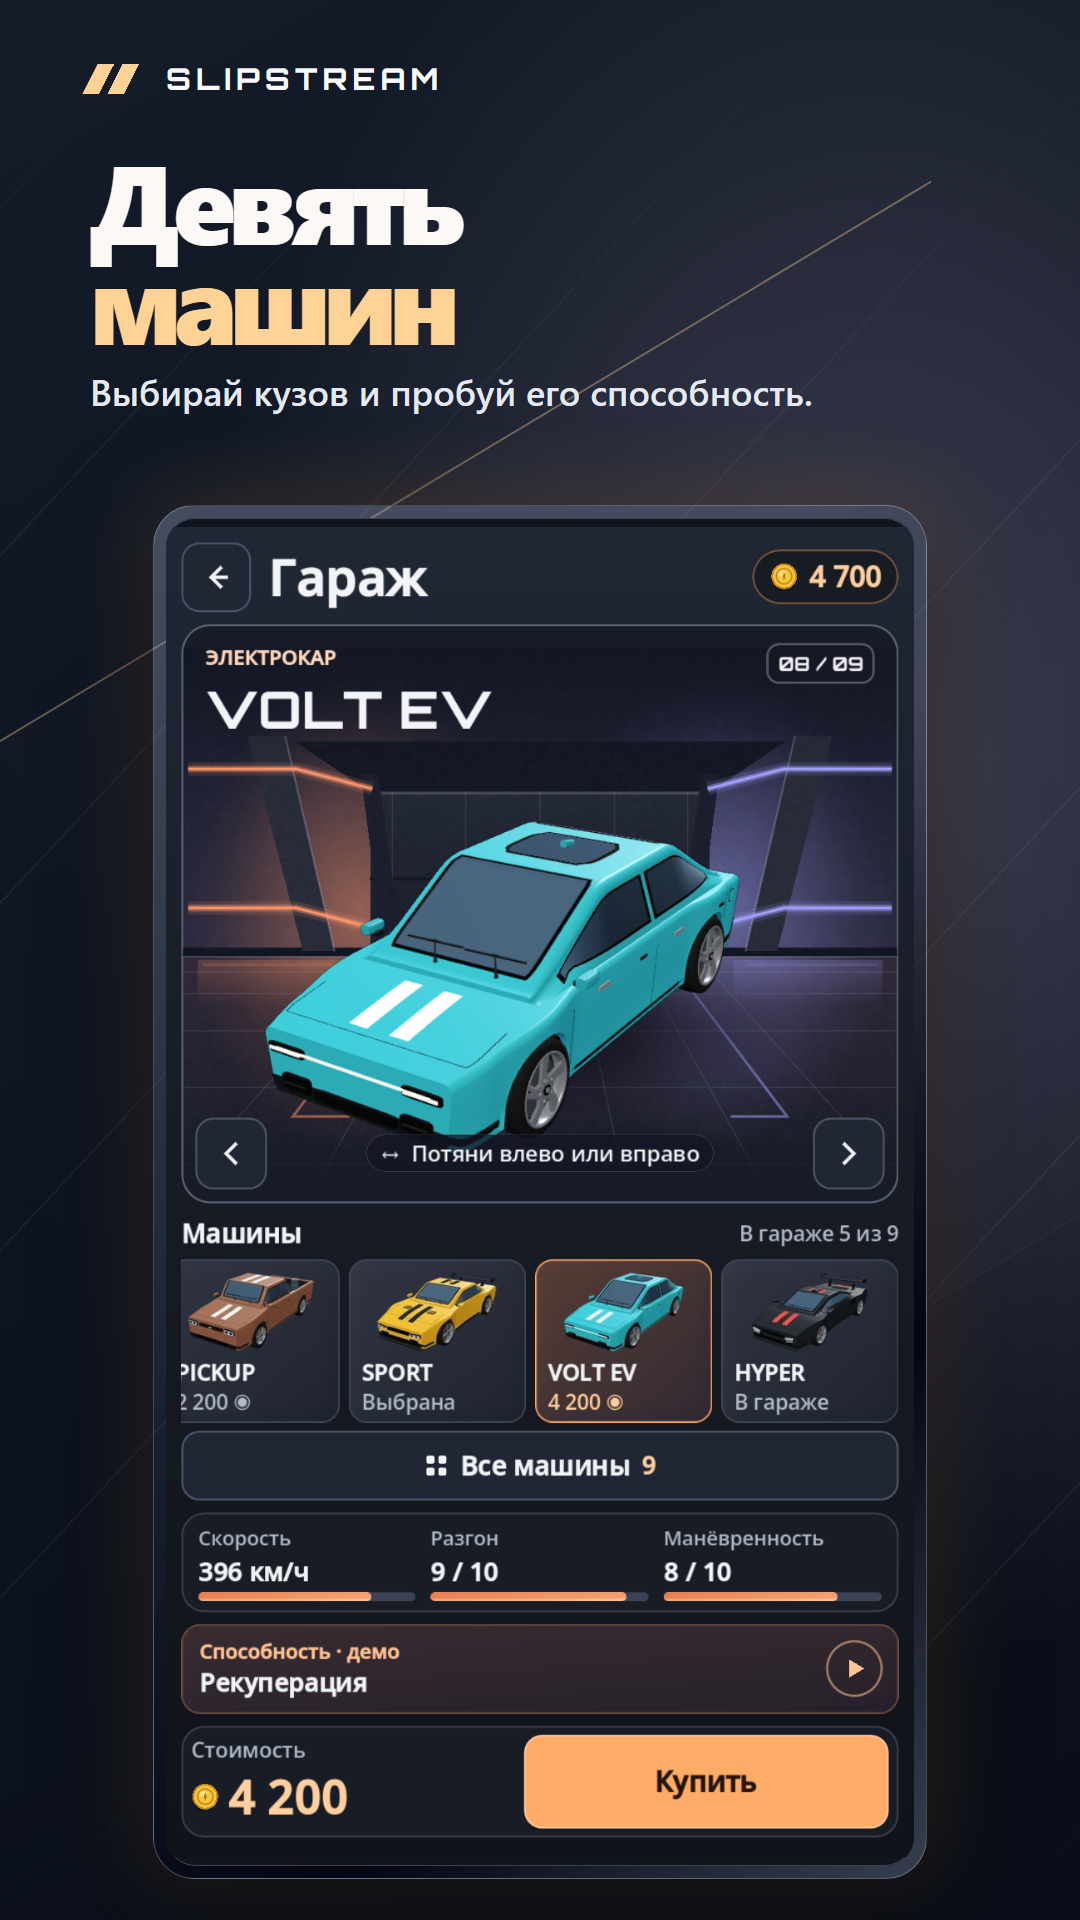 SLIPSTREAM
Девять
машин
Выбирай кузов и пробуй его способность.
Гараж
4 700
ЭЛЕКТРОКАР
08 / 09
VOLT EV
Потяни влево или вправо
Машины
В гараже 5 из 9
PICKUP
2 200
SPORT
Выбрана
VOLT EV
4 200
HYPER
В гараже
Все машины 9
Скорость
396 км/ч
Разгон
9 / 10
Манёвренность
8 / 10
Способность · демо
Рекуперация
Стоимость
4 200
Купить